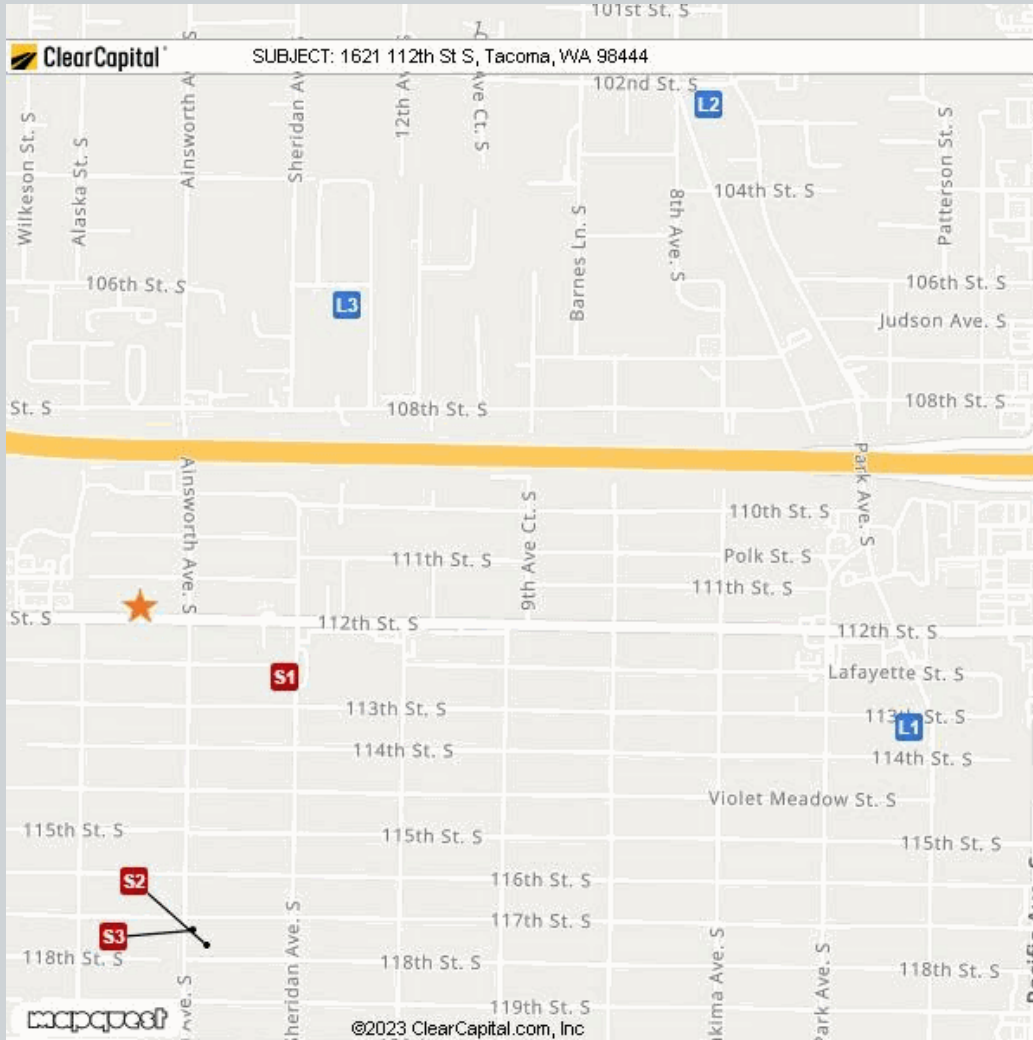 101st St. S
ClearCapital
SUBJECT: 1621 112th St S, Tacoma, WA 98444
102nd St. S
L2
Wilkeson St. S
Alaska St. S
Ainsworth A
Sheridan Av
12th Av
Ave Ct. S
Patterson St. S
104th St. S
8th Ave. S
Barnes Ln. S
106th St. S
106th St. S
L3
Judson Ave. S
St. S
108th St. S
108th St. S
Park Ave. S
Ainsworth Ave. S
9th Ave Ct. S
110th St. S
111th St. S
Polk St. S
111th St. S
St. S
112th St. S
112th St. S
S1
Lafayette St. S
113th St. S
113th St. S
L1
114th St. S
114th St. S
Violet Meadow St. S
115th St. S
115th St. S
115th St. S
S2
116th St. S
117th St. S
S3
118th St. S
118th St. S
118th St. S
Ave. S
Sheridan Ave. S
kima Ave. S
Park Ave. S
119th St. S
mapquest
©2023 ClearCapital.com, Inc